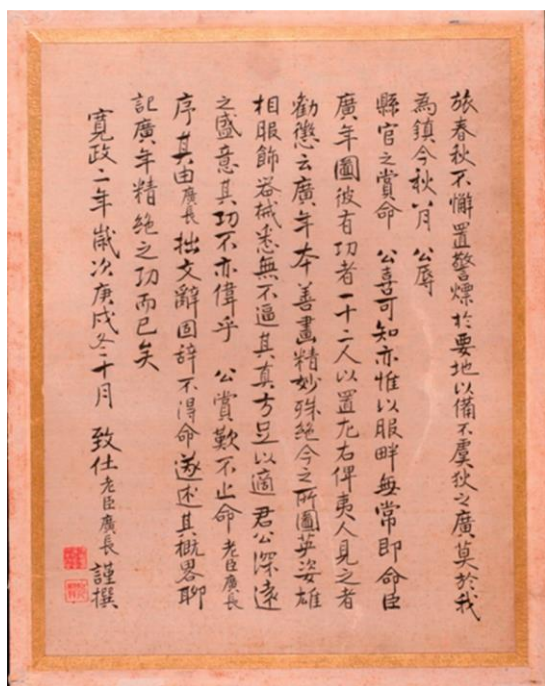 旅春秋不懈置警燧於要地以備不虞狄之廣莫於我
為鎮今秋八月　公辱
縣官之賞命　公喜可知亦惟以服畔無常即命臣
廣年圖彼有功者一十二人以置左右俾夷人見之者
勸懲云廣年本善畫精妙殊絶今之所圖英姿雄
相服飾器械悉無不逼其真方足以適　君公深遠
之盛意其功不亦偉乎　公賞歎不止命老臣廣長
序其由廣長拙文辭固辞不得命遂述其概畧聊
記廣年精絶之功而已矣
寛政二年歳次庚戌冬十月　致仕老臣廣長謹撰